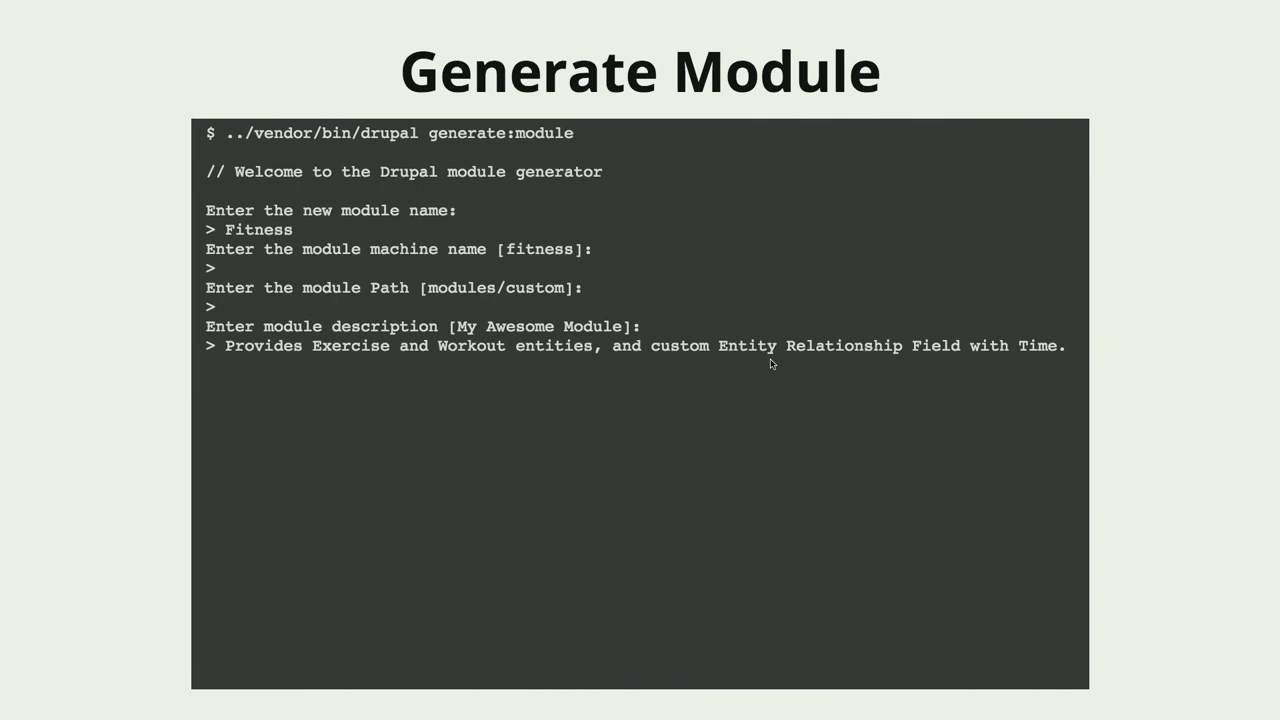 Generate Module
$ ../vendor/bin/drupal generate:module
// Welcome to the Drupal module generator
Enter the new module name:
> Fitness
Enter the module machine name [fitness]:
>
Enter the module Path [modules/custom]:
>
Enter module description [My Awesome Module]:
> Provides Exercise and Workout entities, and custom Entity Relationship Field with Time.